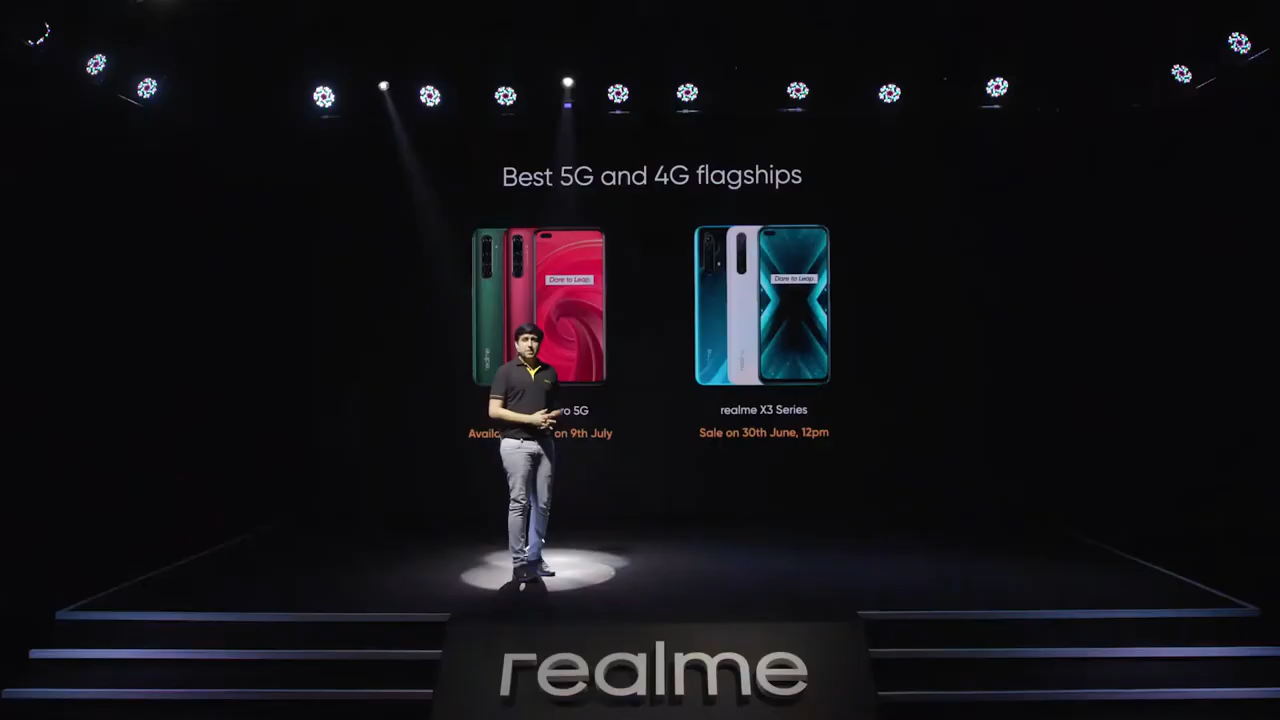 Best 5G and 4G flagships
Dare to Leap
Dare to Leap
realme
realme
ro 5G
realme X3 Series
on 9th July
Sale on 30th June, 12pm
realme